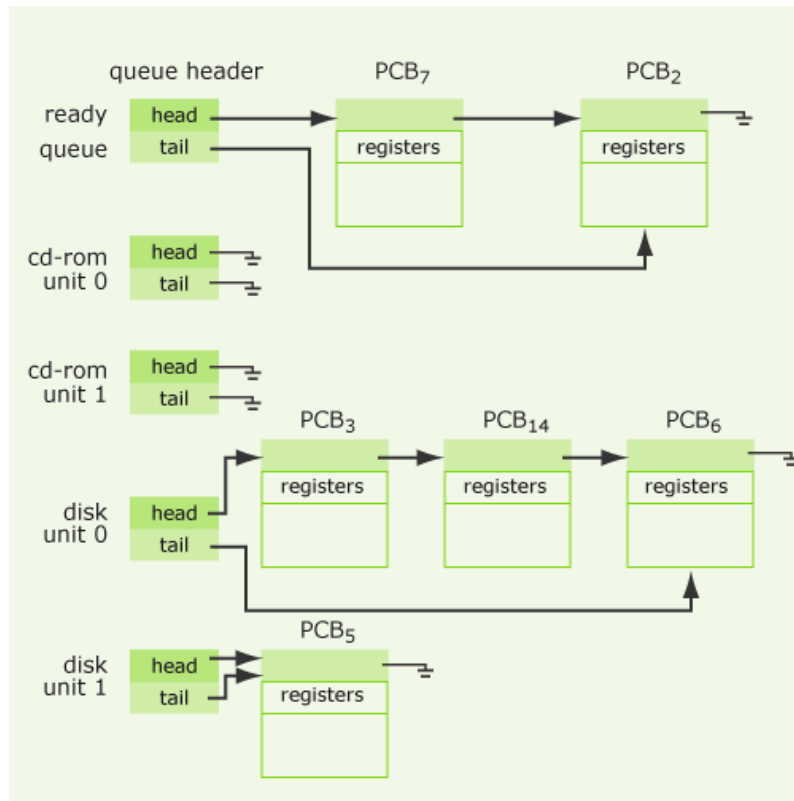 queue header PCB₇ PCB₂
ready head
queue tail registers registers
cd-rom head
unit 0 tail
cd-rom head
unit 1 tail
PCB₃ PCB₁₄ PCB₆
registers registers registers
disk head
unit 0 tail
PCB₅
disk head
unit 1 tail registers